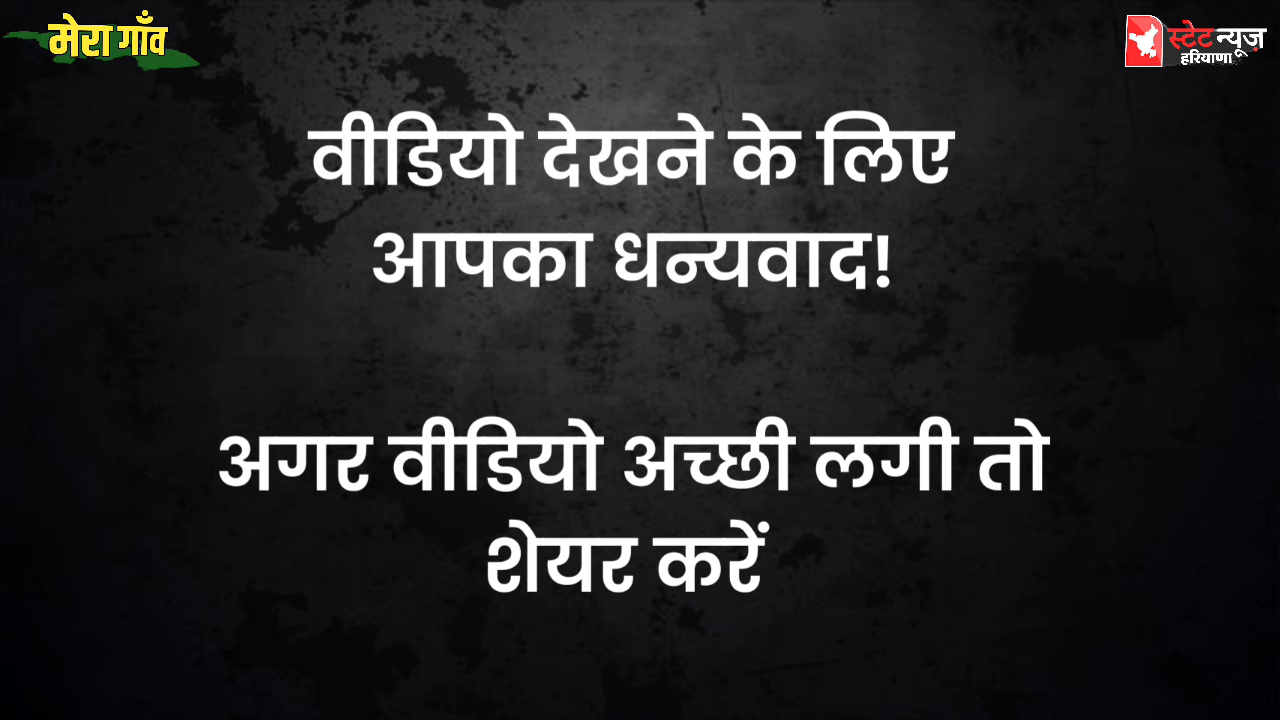 मेरा गाँव
स्टेट न्यूज़
हरियाणा
वीडियो देखने के लिए
आपका धन्यवाद!
अगर वीडियो अच्छी लगी तो
शेयर करें